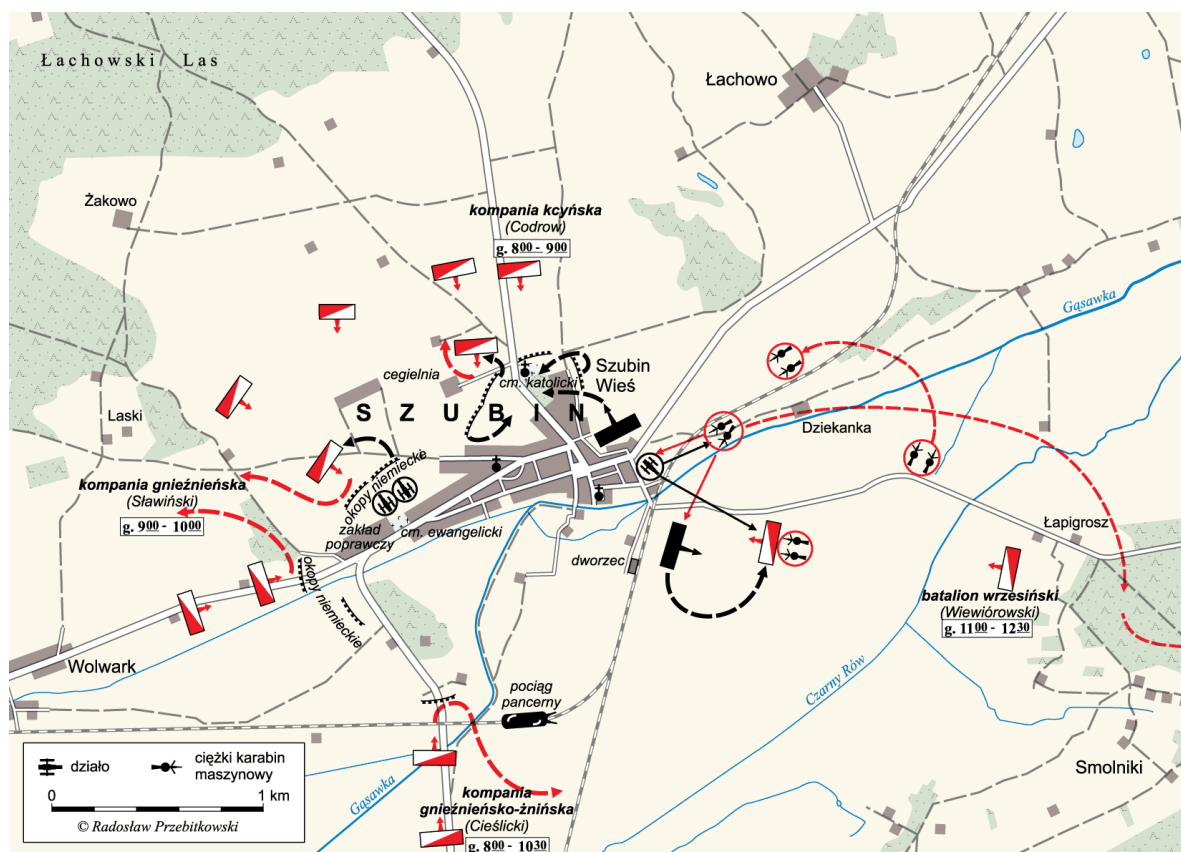 Łachowski Las
Łachowo
Żakowo
kompania kcyńska
(Codrow)
g. 8⁰⁰ - 9⁰⁰
Gąsawka
cegielnia
cm. katolicki
Szubin
Wieś
SZUBIN
Laski
Dziekanka
kompania gnieźnieńska
(Sławiński)
g. 9⁰⁰ - 10⁰⁰
okopy niemieckie
zakład
poprawczy
cm. ewangelicki
Łapigrosz
dworzec
okopy niemieckie
batalion wrzesiński
(Wiewiórowski)
g. 11⁰⁰ - 12³⁰
Wolwark
pociąg
pancerny
Czarny Rów
działo
ciężki karabin
maszynowy
0 1 km
© Radosław Przebitkowski
Gąsawka
kompania
gnieźnieńsko-żnińska
(Cieślicki)
g. 8⁰⁰ - 10³⁰
Smolniki